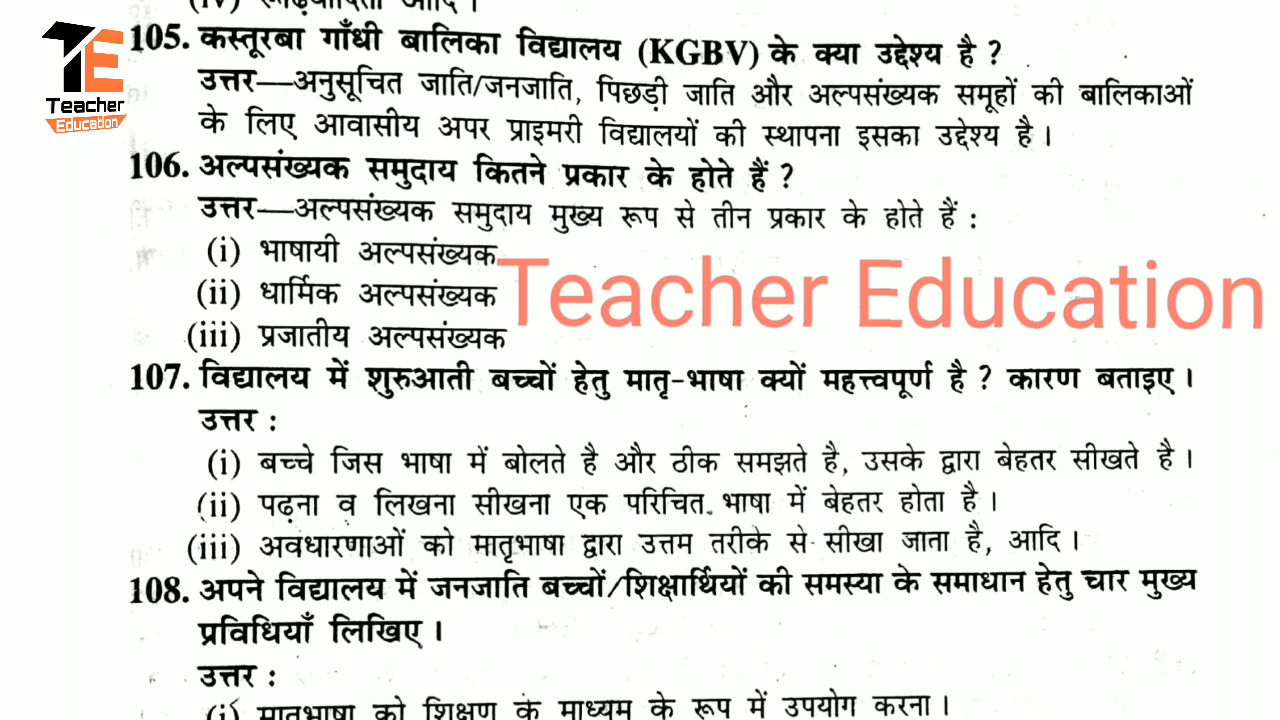 105. कस्तूरबा गाँधी बालिका विद्यालय (KGBV) के क्या उद्देश्य है ?
उत्तर—अनुसूचित जाति/जनजाति, पिछड़ी जाति और अल्पसंख्यक समूहों की बालिकाओं
के लिए आवासीय अपर प्राइमरी विद्यालयों की स्थापना इसका उद्देश्य है।
106. अल्पसंख्यक समुदाय कितने प्रकार के होते हैं ?
उत्तर—अल्पसंख्यक समुदाय मुख्य रूप से तीन प्रकार के होते हैं :
(i) भाषायी अल्पसंख्यक
(ii) धार्मिक अल्पसंख्यक
(iii) प्रजातीय अल्पसंख्यक
107. विद्यालय में शुरुआती बच्चों हेतु मातृ-भाषा क्यों महत्त्वपूर्ण है ? कारण बताइए।
उत्तर :
(i) बच्चे जिस भाषा में बोलते है और ठीक समझते है, उसके द्वारा बेहतर सीखते है।
(ii) पढ़ना व लिखना सीखना एक परिचित भाषा में बेहतर होता है।
(iii) अवधारणाओं को मातृभाषा द्वारा उत्तम तरीके से सीखा जाता है, आदि।
108. अपने विद्यालय में जनजाति बच्चों/शिक्षार्थियों की समस्या के समाधान हेतु चार मुख्य
प्रविधियाँ लिखिए।
उत्तर :
(i) मातृभाषा को शिक्षण के माध्यम के रूप में उपयोग करना।
TE
Teacher
Education
Teacher Education